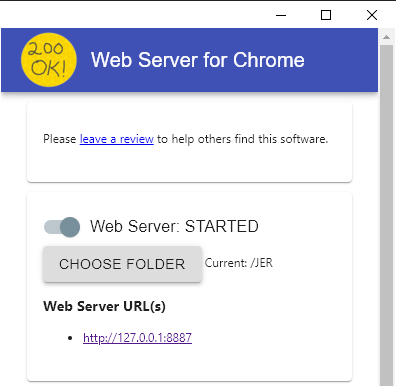 200
OK!
Web Server for Chrome
Please leave a review to help others find this software.
Web Server: STARTED
CHOOSE FOLDER Current: /JER
Web Server URL(s)
• http://127.0.0.1:8887